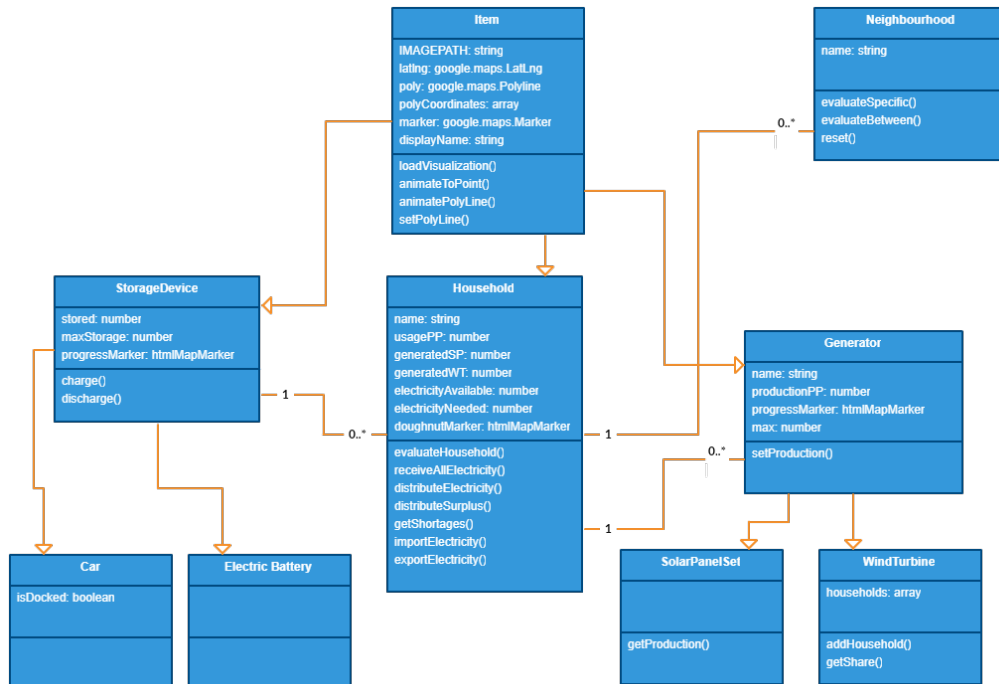 Item
IMAGEPATH: string
latlng: google.maps.LatLng
poly: google.maps.Polyline
polyCoordinates: array
marker: google.maps.Marker
displayName: string
loadVisualization()
animateToPoint()
animatePolyLine()
setPolyLine()
Neighbourhood
name: string
evaluateSpecific()
evaluateBetween()
reset()
0..*
StorageDevice
stored: number
maxStorage: number
progressMarker: htmlMapMarker
charge()
discharge()
1
0..*
Household
name: string
usagePP: number
generatedSP: number
generatedWT: number
electricityAvailable: number
electricityNeeded: number
doughnutMarker: htmlMapMarker
evaluateHousehold()
receiveAllElectricity()
distributeElectricity()
distributeSurplus()
getShortages()
importElectricity()
exportElectricity()
1
0..*
1
Generator
name: string
productionPP: number
progressMarker: htmlMapMarker
max: number
setProduction()
Car
isDocked: boolean
Electric Battery
SolarPanelSet
getProduction()
WindTurbine
households: array
addHousehold()
getShare()